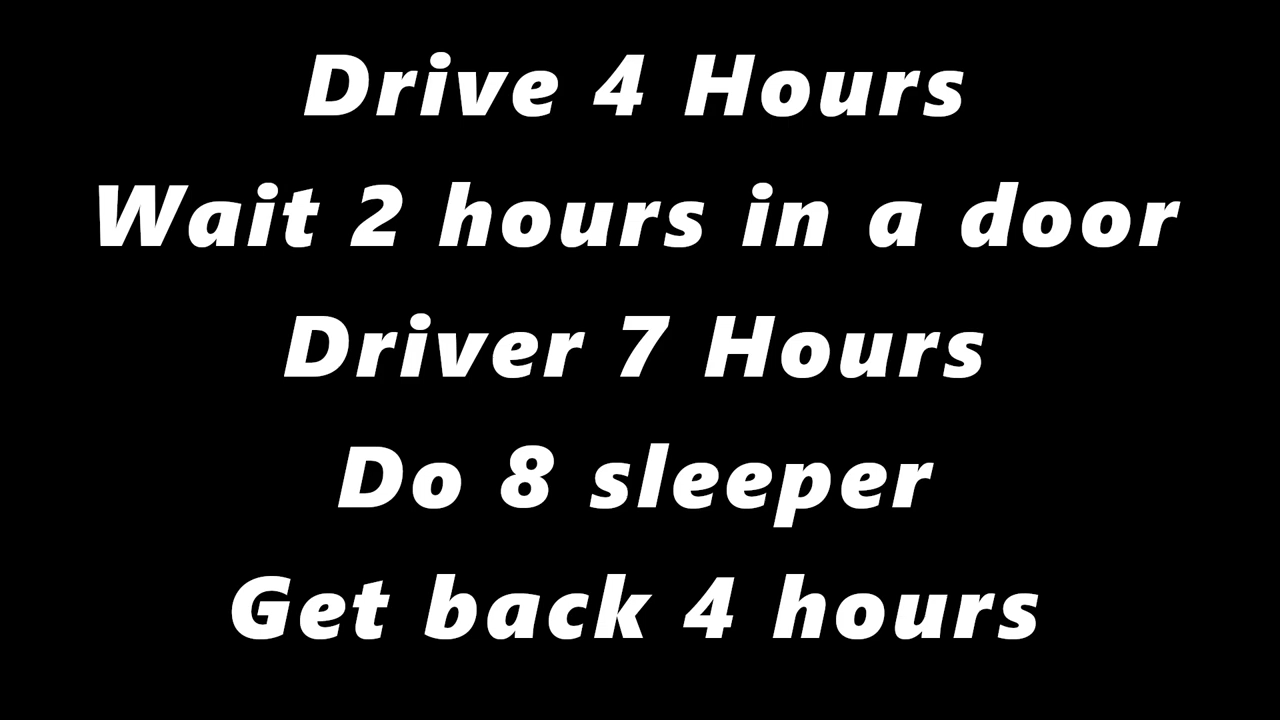 Drive 4 Hours
Wait 2 hours in a door
Driver 7 Hours
Do 8 sleeper
Get back 4 hours